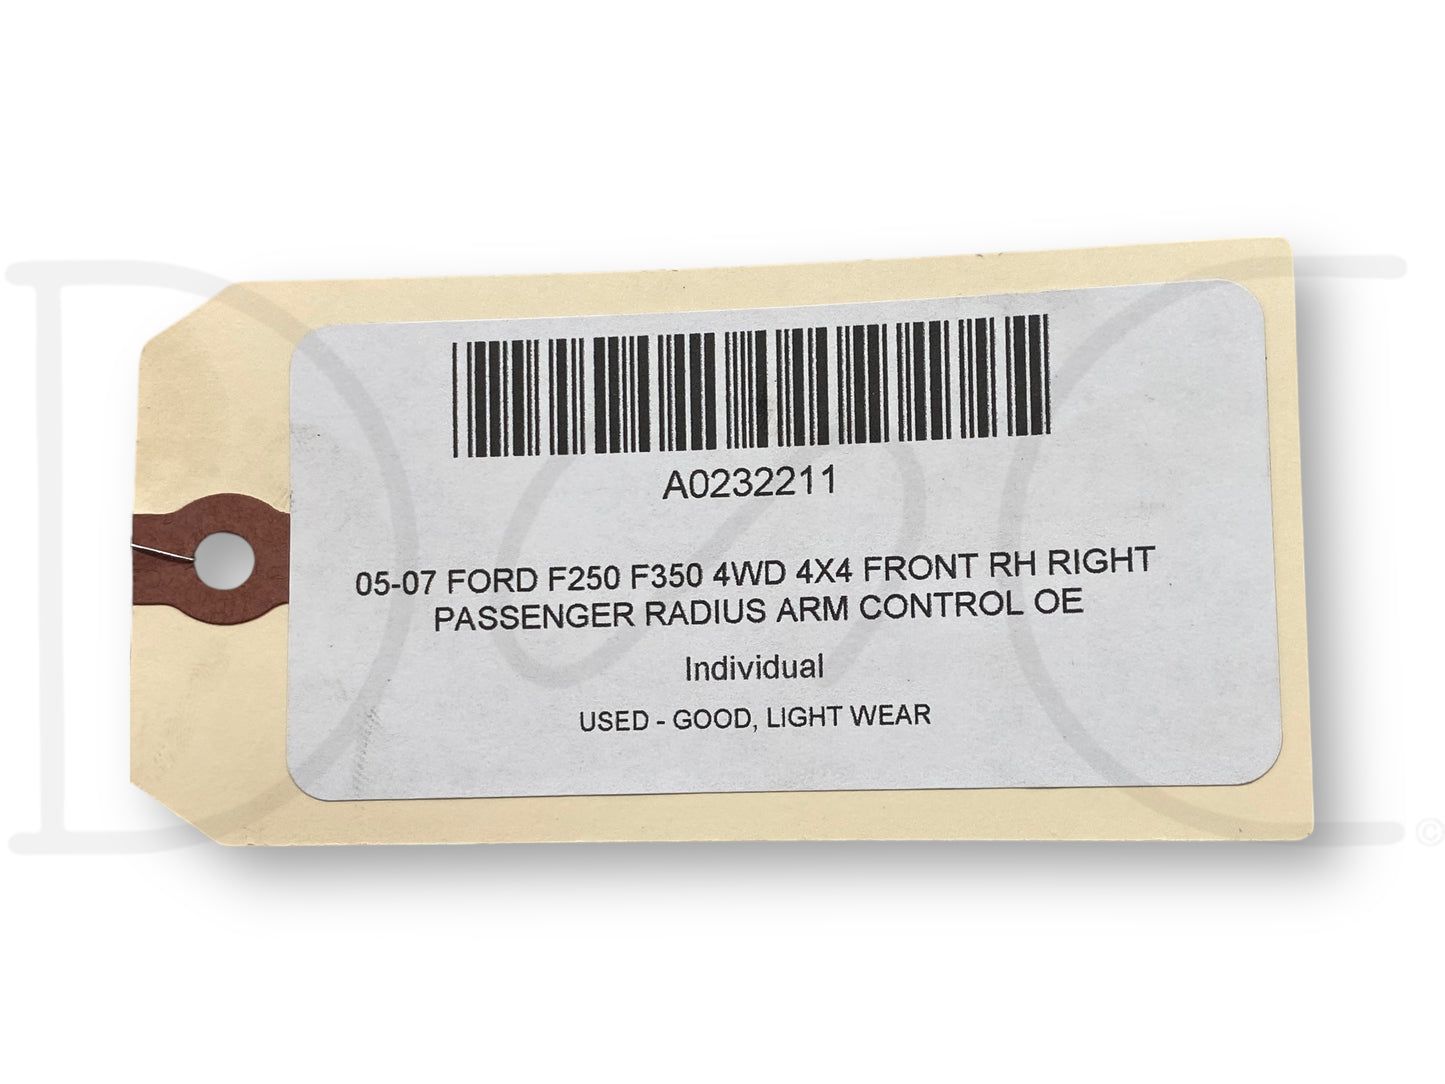 A0232211
05-07 FORD F250 F350 4WD 4X4 FRONT RH RIGHT
PASSENGER RADIUS ARM CONTROL OE
Individual
USED - GOOD, LIGHT WEAR
D & C ©